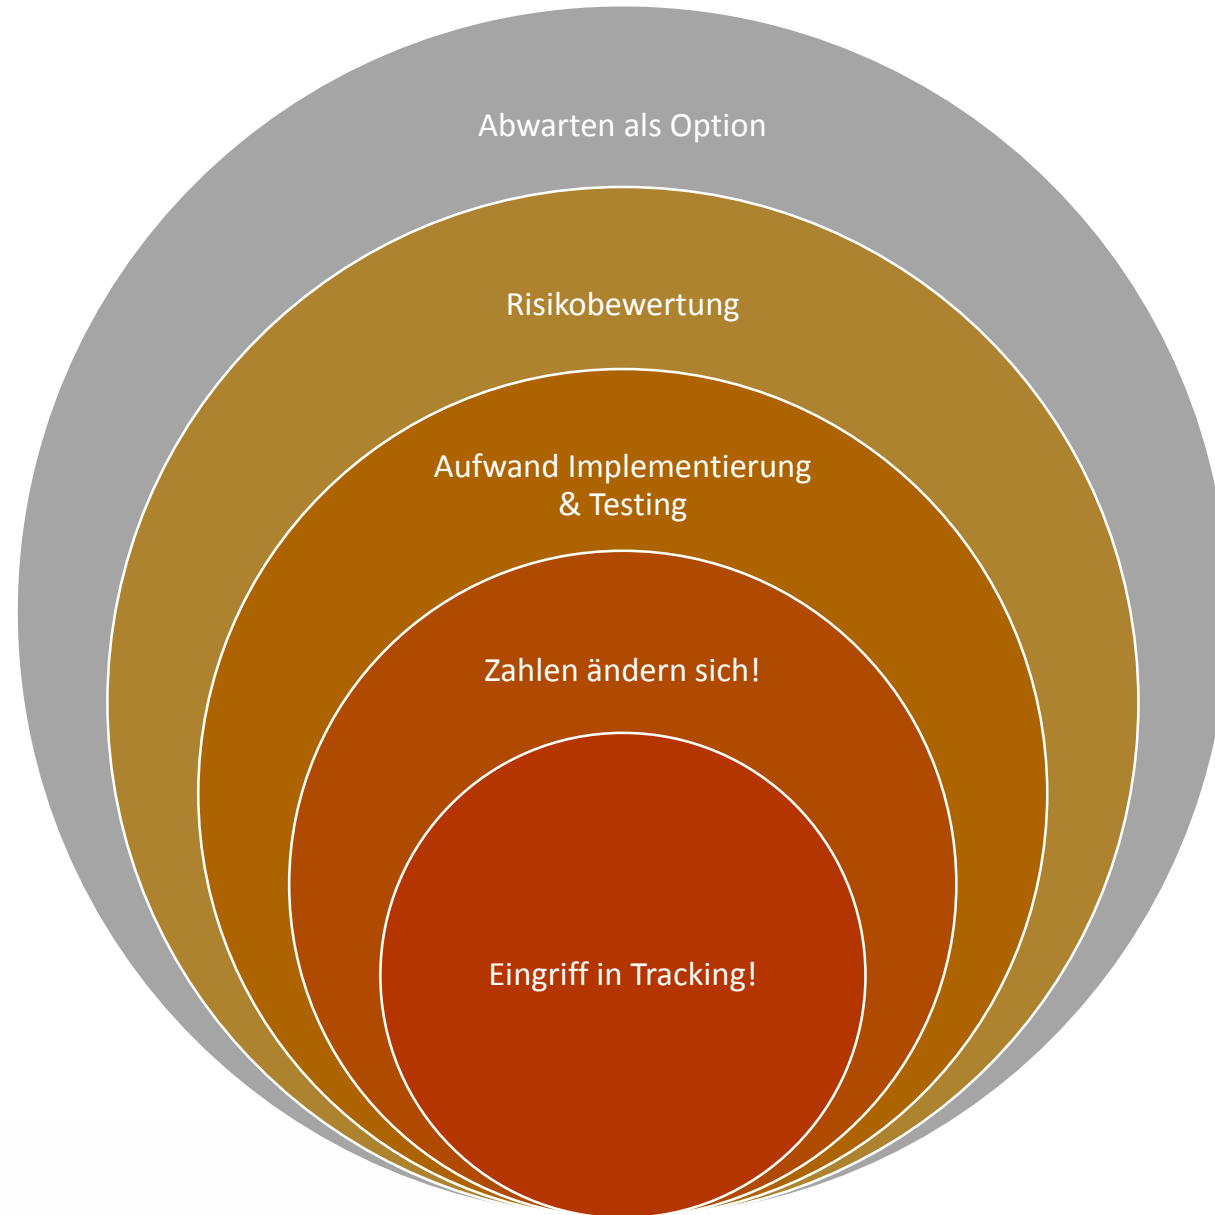 Abwarten als Option
Risikobewertung
Aufwand Implementierung
& Testing
Zahlen ändern sich!
Eingriff in Tracking!